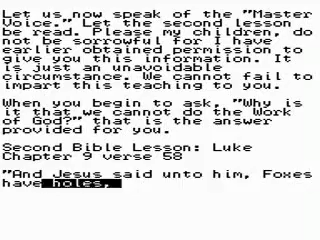 Let us now speak of the "Master
Voice." Let the second lesson
be read. Please my children, do
not be sorrowful for I have
earlier obtained permission to
give you this information. It
is just an unavoidable
circumstance. We cannot fail to
impart this teaching to you.
When you begin to ask, "Why is
it that we cannot do the Work
of God?" that is the answer
provided for you.
Second Bible Lesson: Luke
Chapter 9 verse 58
"And Jesus said unto him, Foxes
have holes,